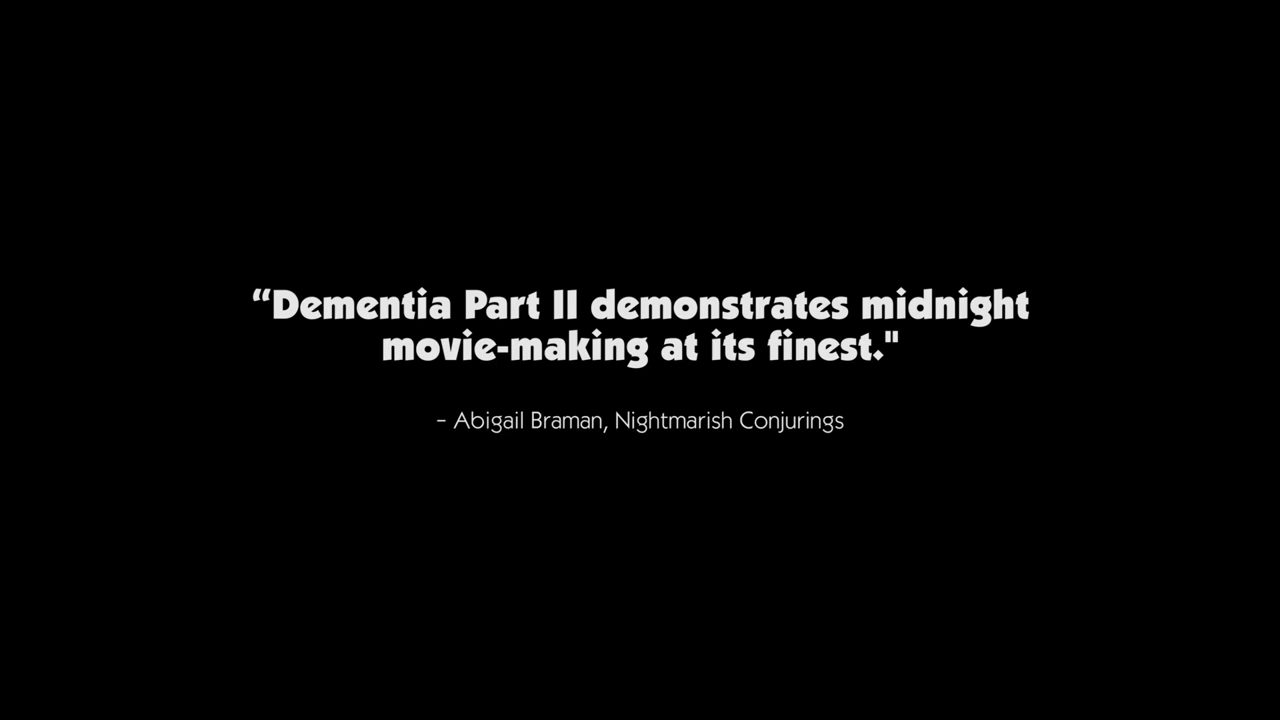 “Dementia Part II demonstrates midnight
movie-making at its finest."
- Abigail Braman, Nightmarish Conjurings